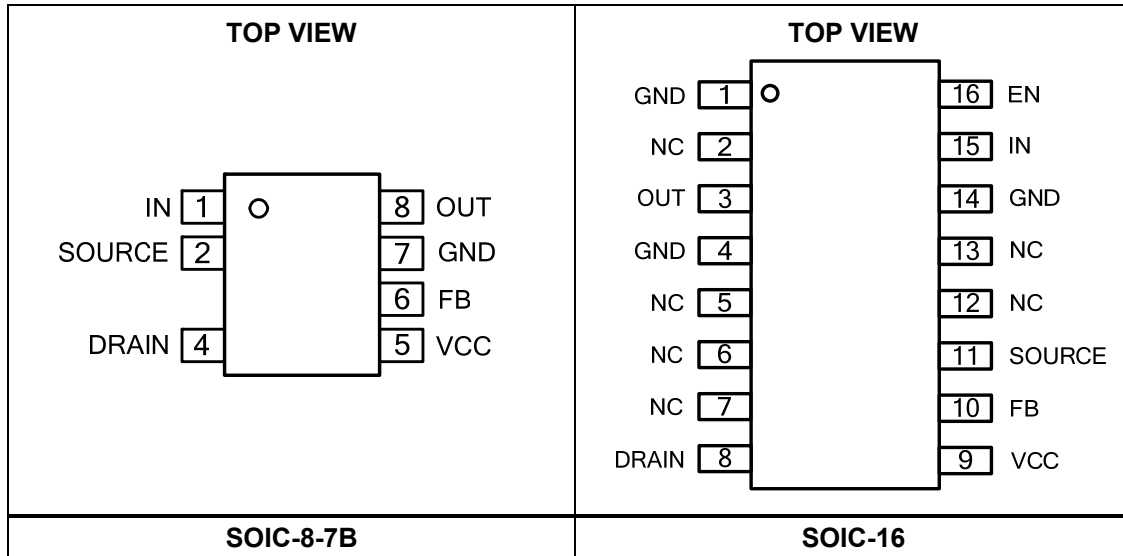 TOP VIEW
IN 1
SOURCE 2
DRAIN 4
8 OUT
7 GND
6 FB
5 VCC
SOIC-8-7B
TOP VIEW
GND 1
NC 2
OUT 3
GND 4
NC 5
NC 6
NC 7
DRAIN 8
16 EN
15 IN
14 GND
13 NC
12 NC
11 SOURCE
10 FB
9 VCC
SOIC-16